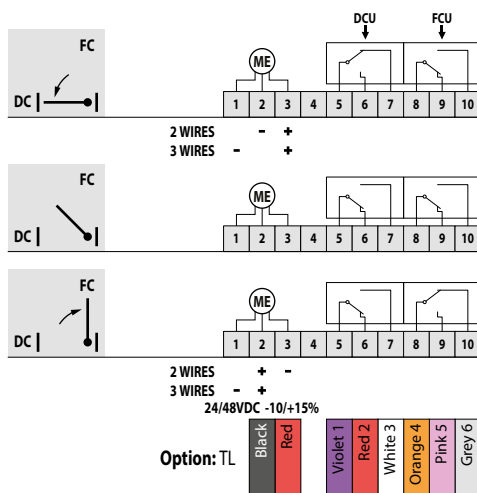 DCU FCU
FC
ME
DC
1 2 3 4 5 6 7 8 9 10
2 WIRES - +
3 WIRES - +
FC
ME
DC
1 2 3 4 5 6 7 8 9 10
FC
ME
DC
1 2 3 4 5 6 7 8 9 10
2 WIRES + -
3 WIRES - +
24/48VDC -10/+15%
Option: TL Black Red Violet 1 Red 2 White 3 Orange 4 Pink 5 Grey 6